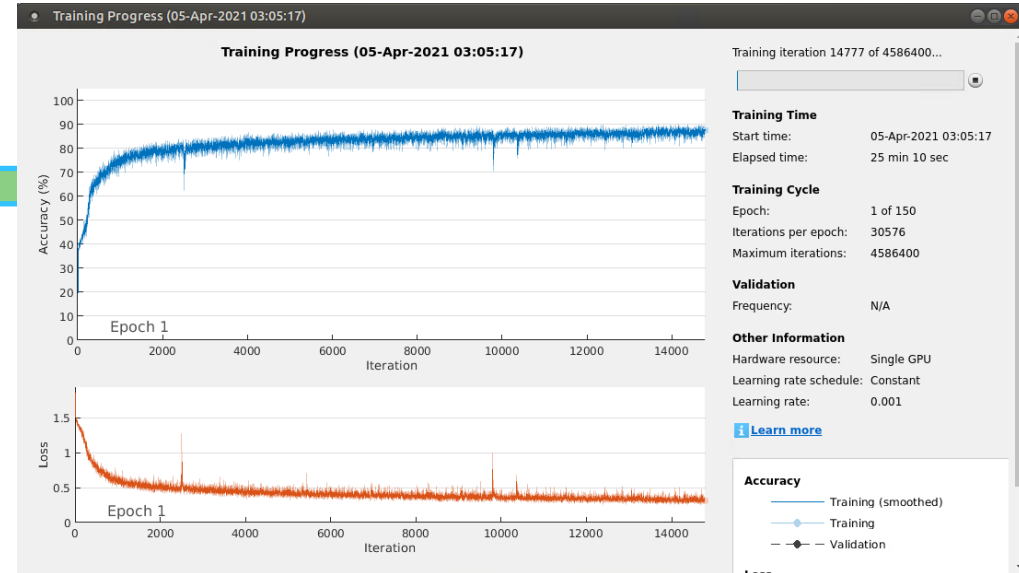 Training Progress (05-Apr-2021 03:05:17)
Training Progress (05-Apr-2021 03:05:17)
100
90
80
70
60
50
40
30
20
10
0
Accuracy (%)
Epoch 1
0 2000 4000 6000 8000 10000 12000 14000
Iteration
1.5
1
0.5
0
Loss
Epoch 1
0 2000 4000 6000 8000 10000 12000 14000
Iteration
Training iteration 14777 of 4586400...
Training Time
Start time: 05-Apr-2021 03:05:17
Elapsed time: 25 min 10 sec
Training Cycle
Epoch: 1 of 150
Iterations per epoch: 30576
Maximum iterations: 4586400
Validation
Frequency: N/A
Other Information
Hardware resource: Single GPU
Learning rate schedule: Constant
Learning rate: 0.001
i Learn more
Accuracy
Training (smoothed)
Training
Validation